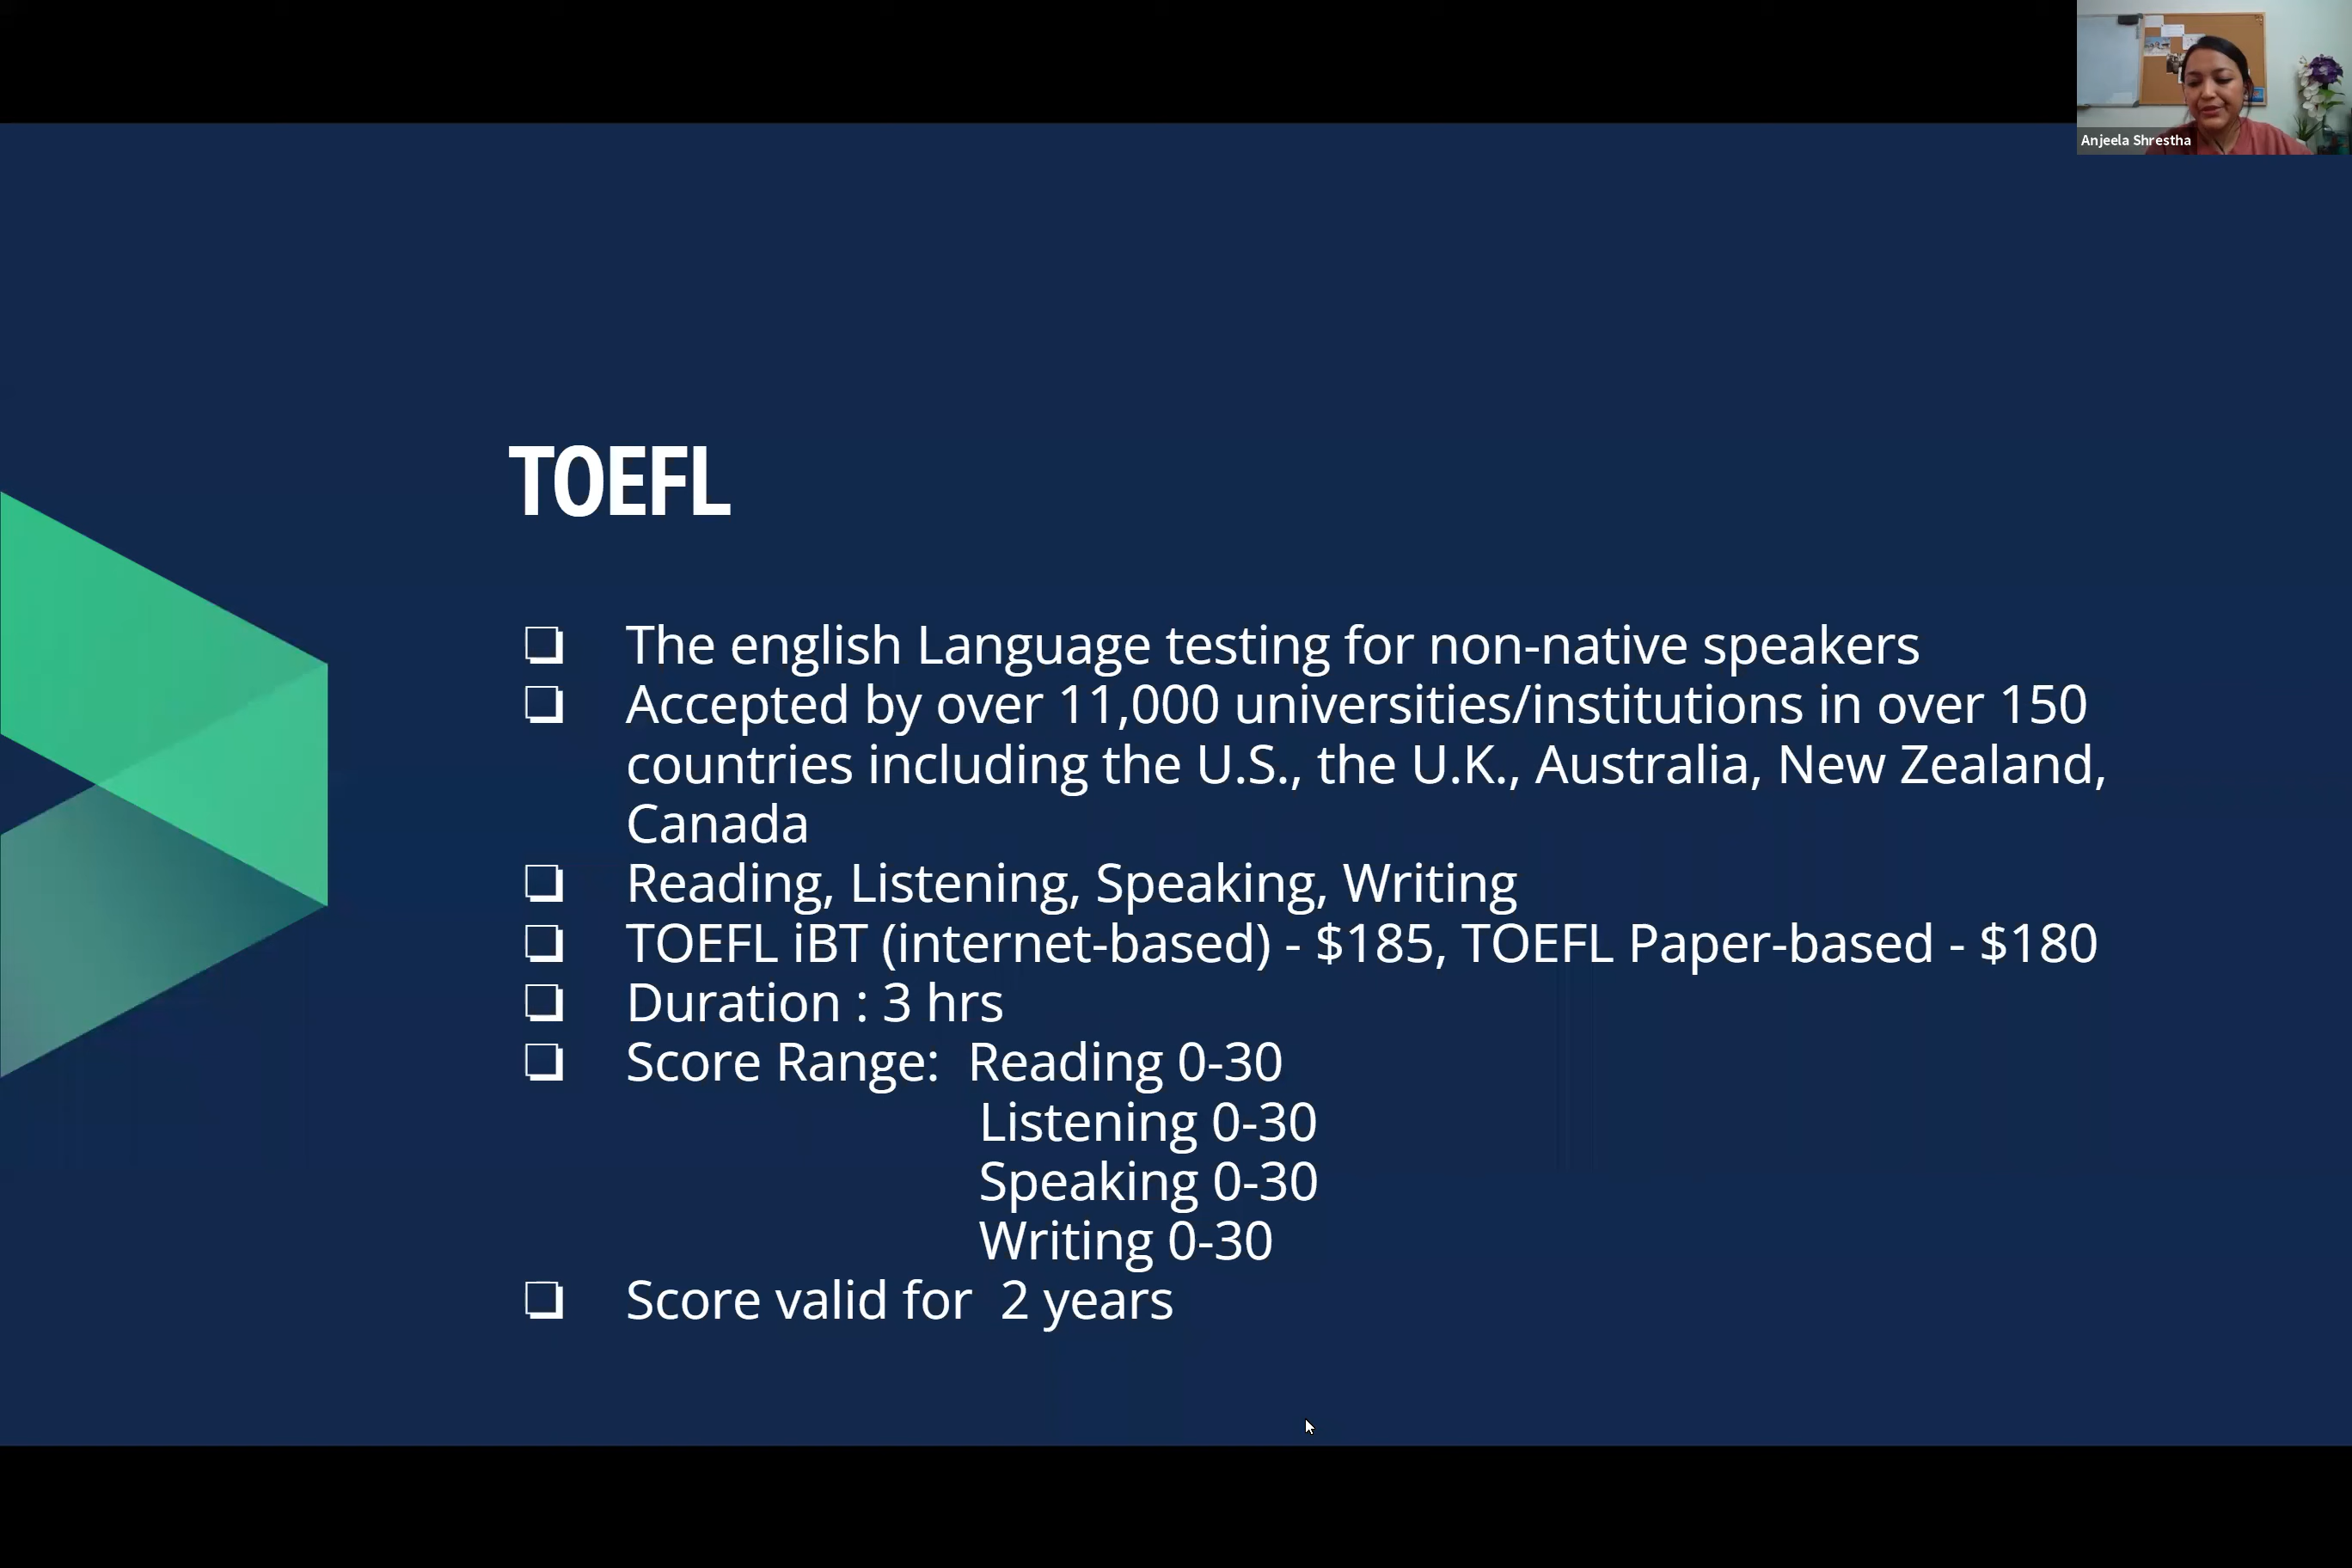 Anjeela Shrestha
TOEFL
❏ The english Language testing for non-native speakers
❏ Accepted by over 11,000 universities/institutions in over 150
countries including the U.S., the U.K., Australia, New Zealand,
Canada
❏ Reading, Listening, Speaking, Writing
❏ TOEFL iBT (internet-based) - $185, TOEFL Paper-based - $180
❏ Duration : 3 hrs
❏ Score Range: Reading 0-30
Listening 0-30
Speaking 0-30
Writing 0-30
❏ Score valid for 2 years